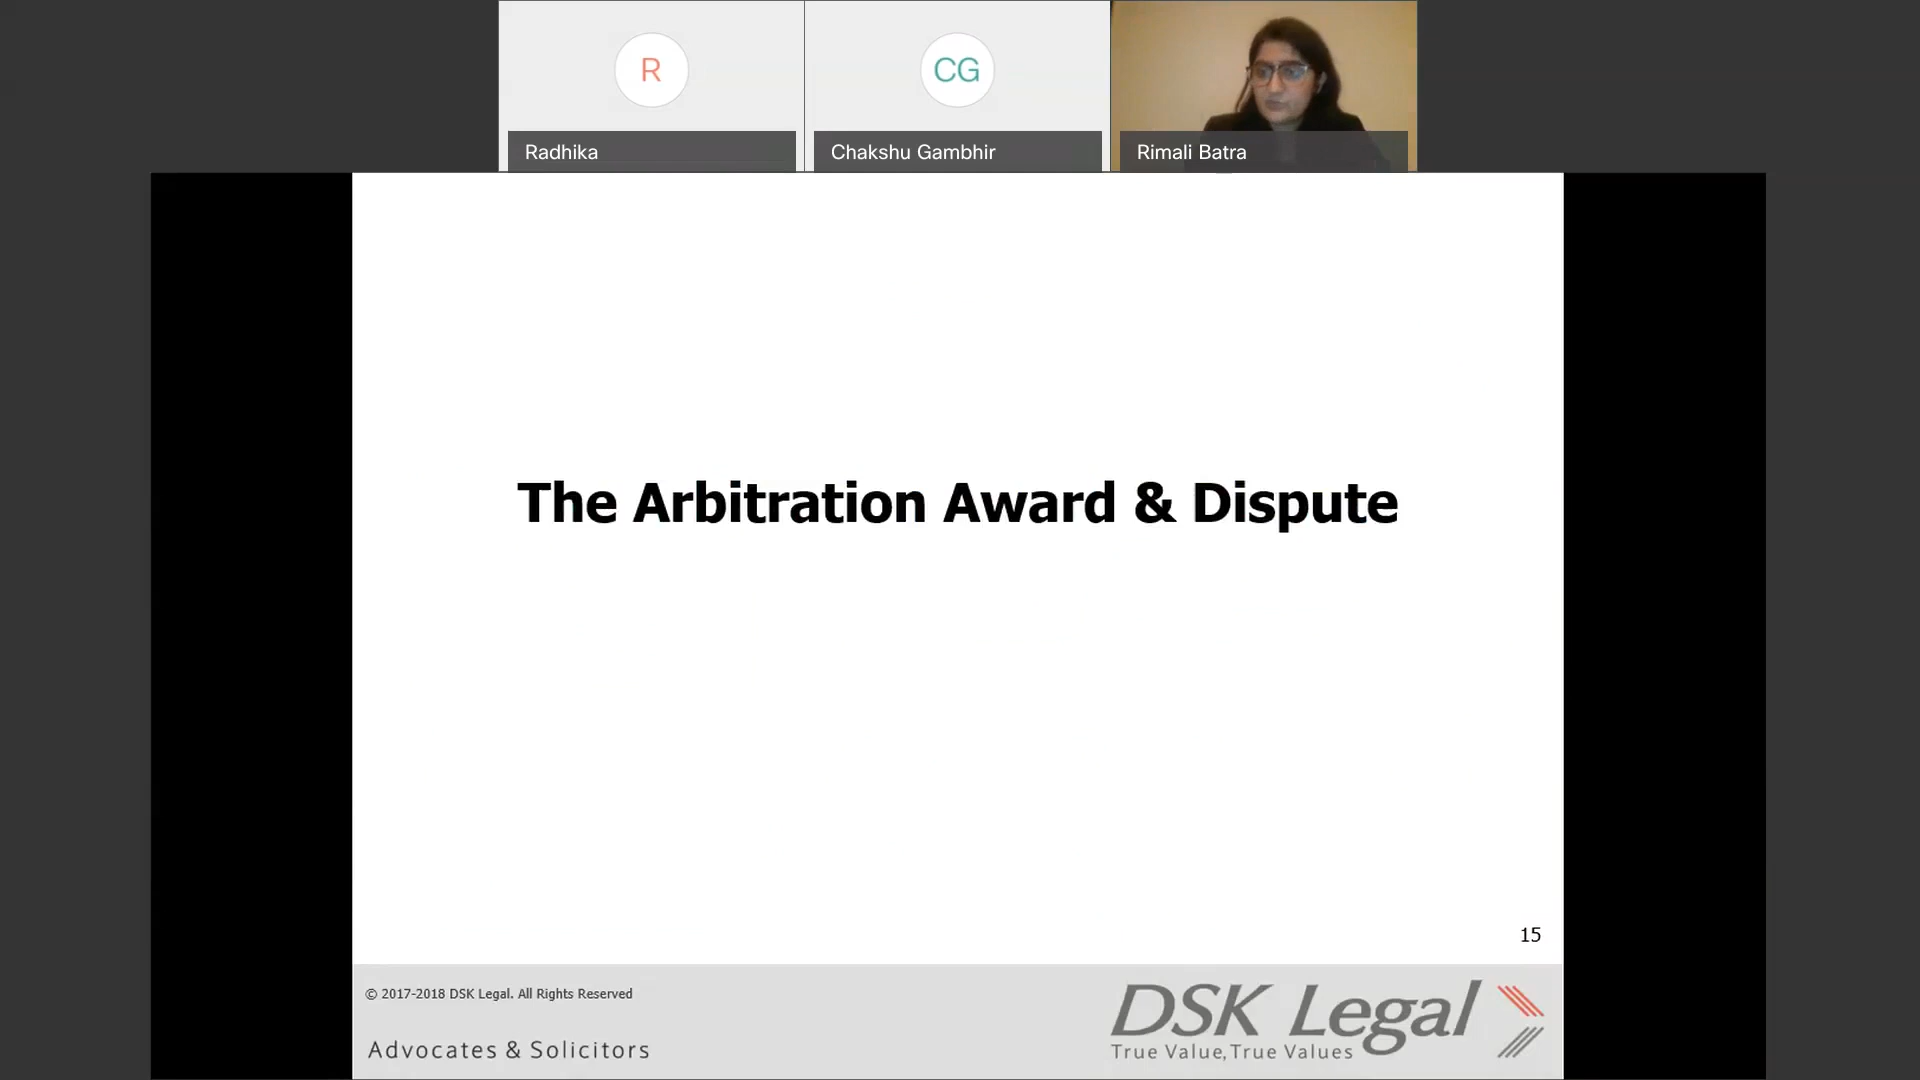 R
CG
Radhika
Chakshu Gambhir
Rimali Batra
The Arbitration Award & Dispute
15
© 2017-2018 DSK Legal. All Rights Reserved
Advocates & Solicitors
DSK Legal
True Value,True Values